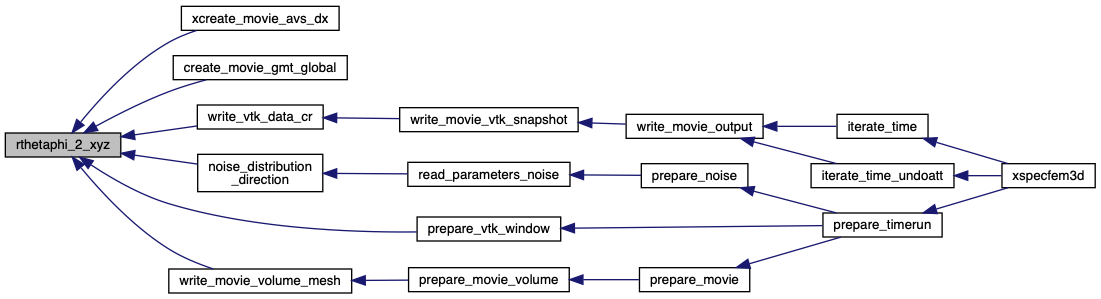 xcreate_movie_avs_dx
create_movie_gmt_global
write_vtk_data_cr
write_movie_vtk_snapshot
write_movie_output
iterate_time
rthetaphi_2_xyz
noise_distribution
_direction
read_parameters_noise
prepare_noise
iterate_time_undoatt
xspecfem3d
prepare_vtk_window
prepare_timerun
write_movie_volume_mesh
prepare_movie_volume
prepare_movie